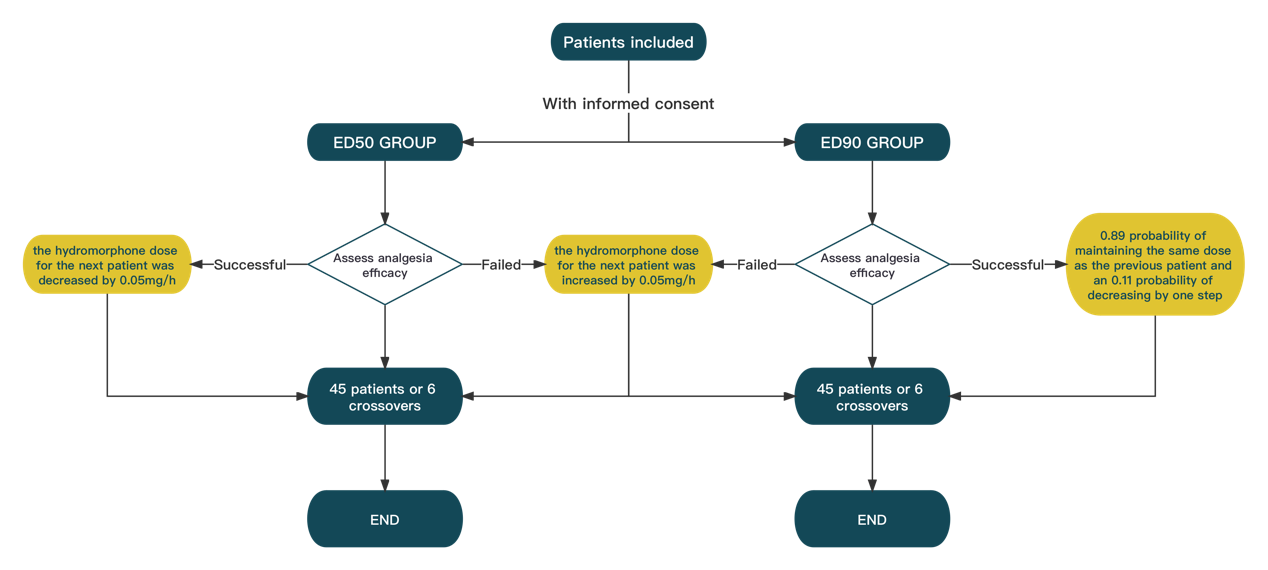 Patients included
With informed consent
ED50 GROUP
ED90 GROUP
the hydromorphone dose
for the next patient was
decreased by 0.05mg/h
Successful
Assess analgesia
efficacy
Failed
the hydromorphone dose
for the next patient was
increased by 0.05mg/h
Failed
Assess analgesia
efficacy
Successful
0.89 probability of
maintaining the same dose
as the previous patient and
an 0.11 probability of
decreasing by one step
45 patients or 6
crossovers
45 patients or 6
crossovers
END
END